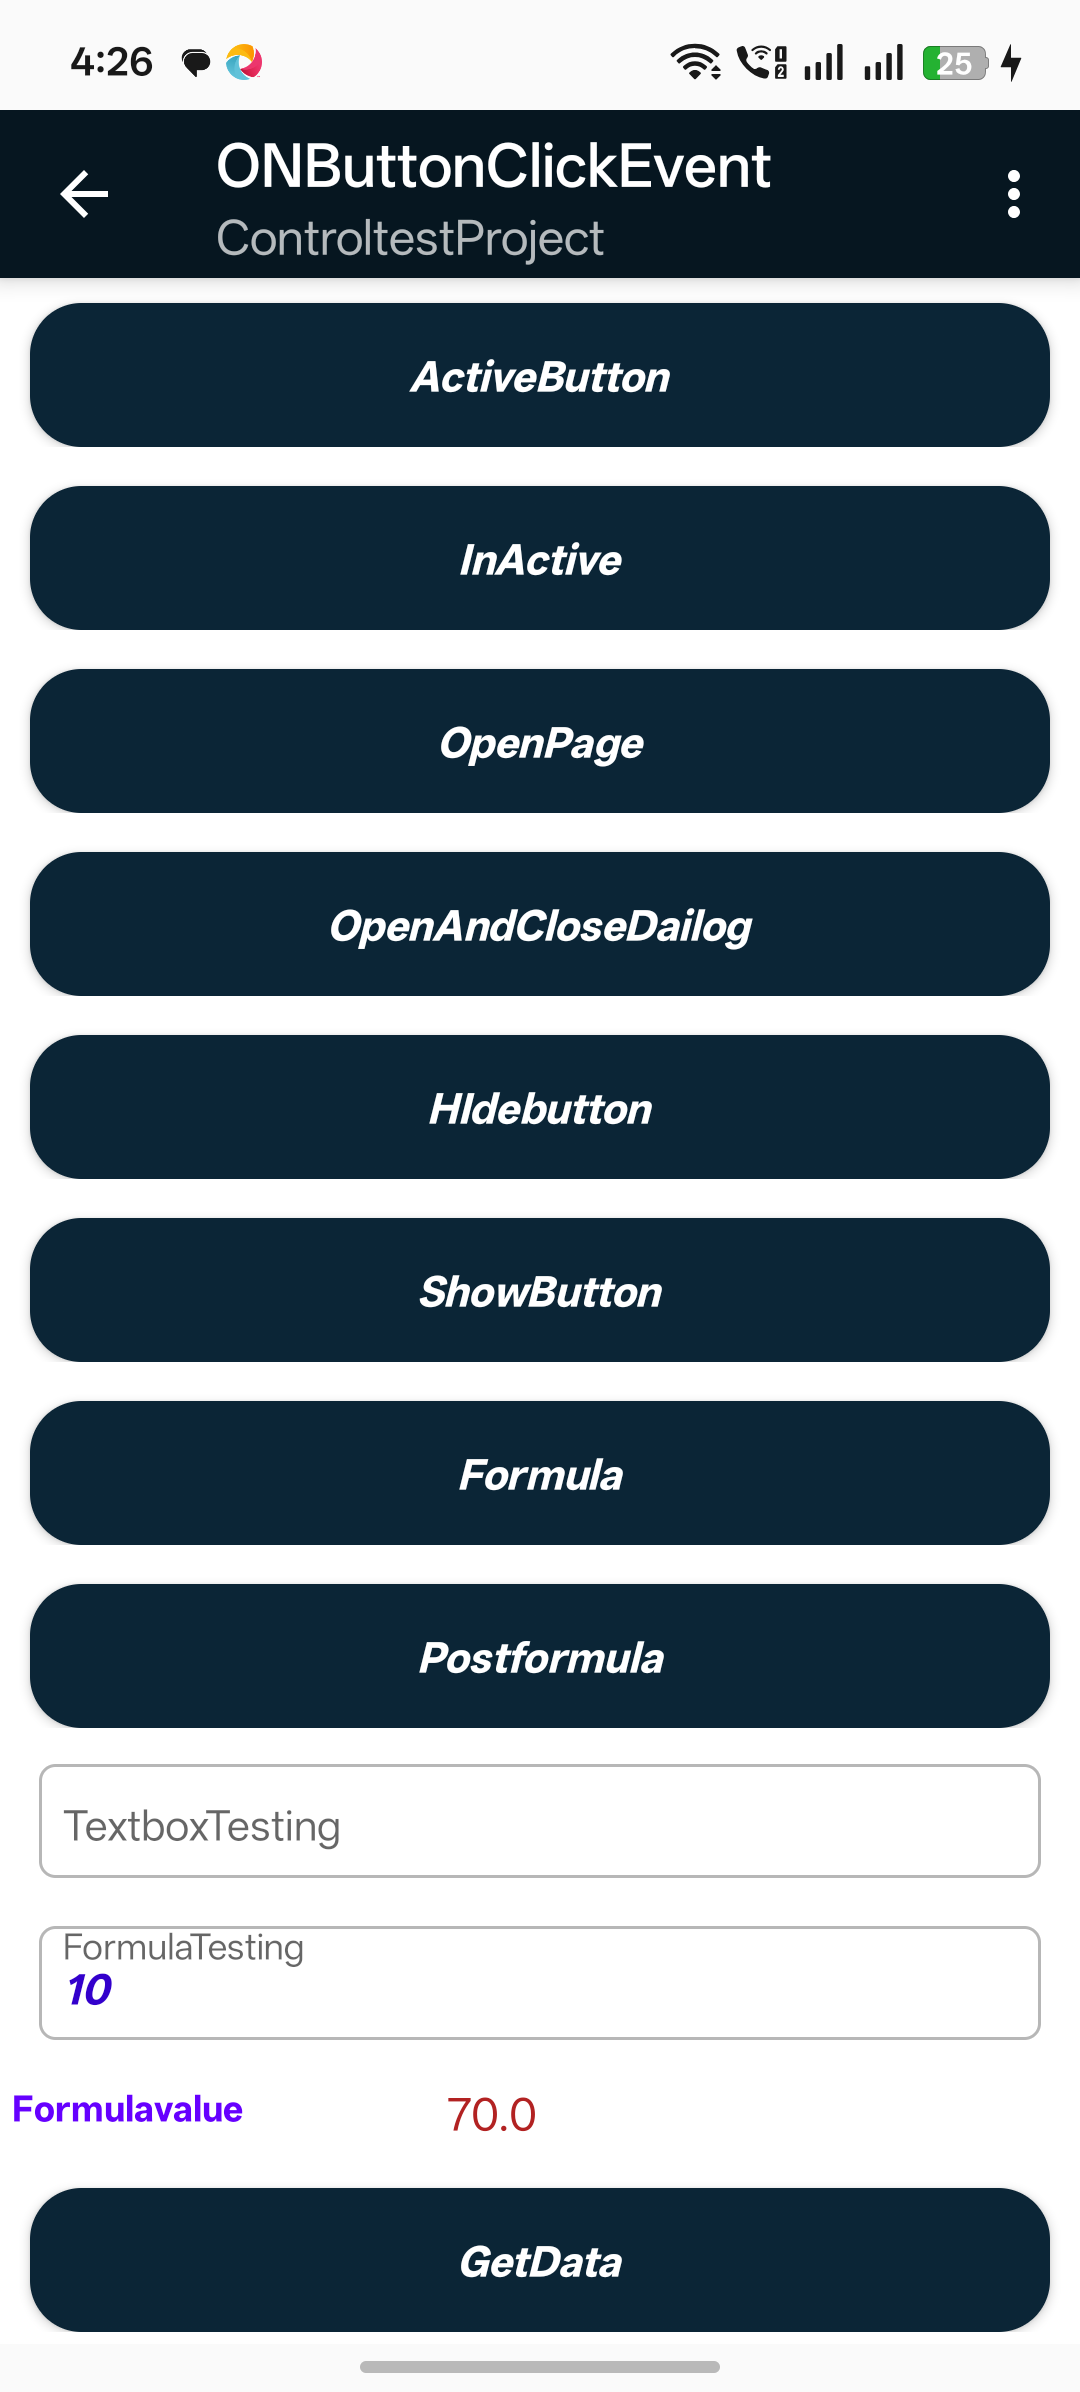 4:26
25
ONButtonClickEvent
ControltestProject
ActiveButton
InActive
OpenPage
OpenAndCloseDailog
HIdebutton
ShowButton
Formula
Postformula
TextboxTesting
FormulaTesting
10
Formulavalue 70.0
GetData